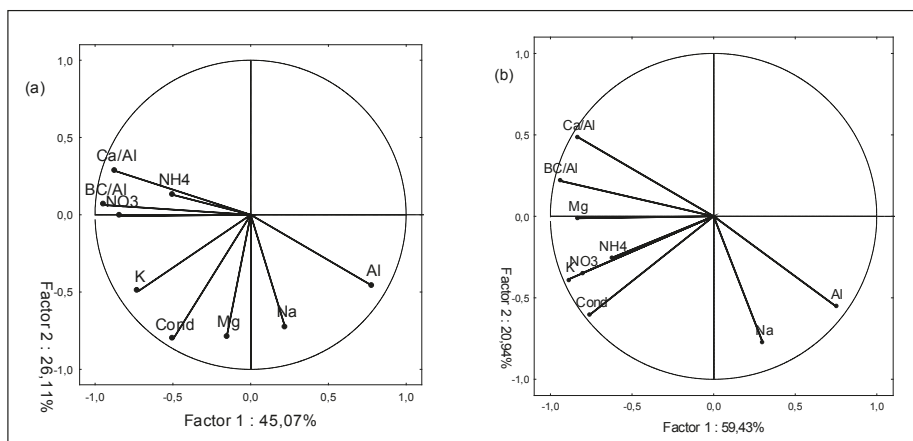 (a)
1,0
0,5
0,0
-0,5
-1,0
Factor 2 : 26,11%
Ca/Al
NH4
BC/Al
NO3
K
Cond
Mg
Na
Al
-1,0 -0,5 0,0 0,5 1,0
Factor 1 : 45,07%
(b)
1,0
0,5
0,0
-0,5
-1,0
Factor 2 : 20,94%
Ca/Al
BC/Al
Mg
NH4
NO3
K
Cond
Na
Al
-1,0 -0,5 0,0 0,5 1,0
Factor 1 : 59,43%